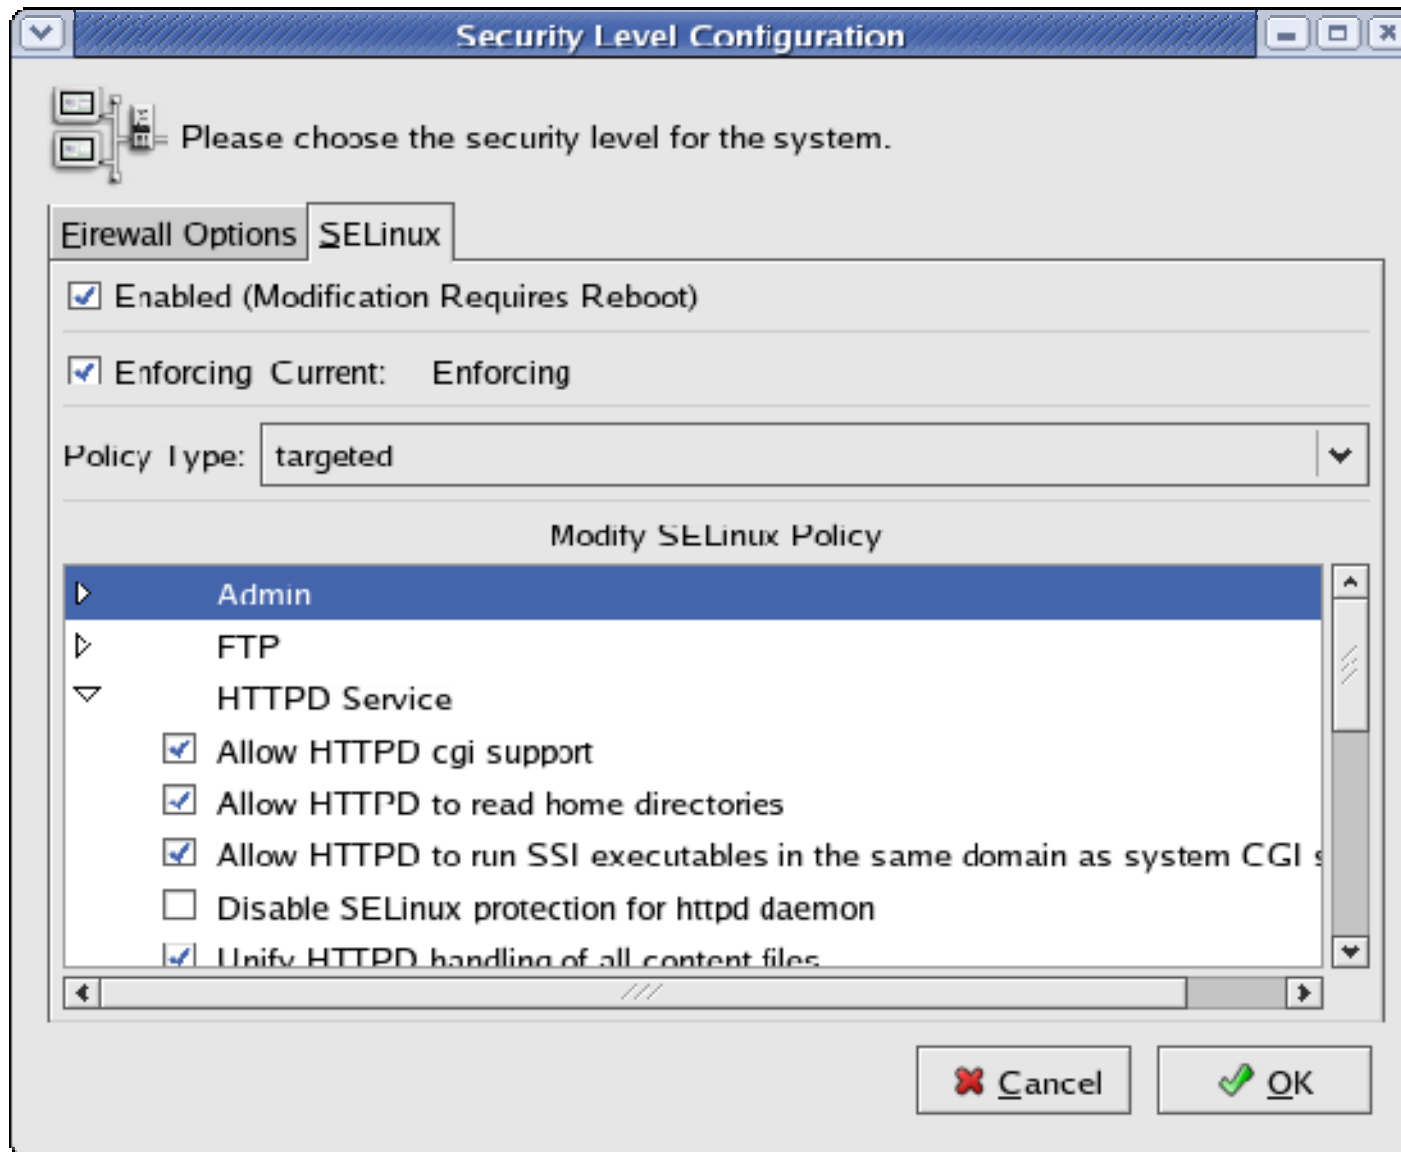 Security Level Configuration
Please choose the security level for the system.
Firewall Options SELinux
Enabled (Modification Requires Reboot)
Enforcing Current: Enforcing
Policy Type: targeted
Modify SELinux Policy
Admin
FTP
HTTPD Service
Allow HTTPD cgi support
Allow HTTPD to read home directories
Allow HTTPD to run SSI executables in the same domain as system CGI s
Disable SELinux protection for httpd daemon
Unify HTTPD handling of all content files
Cancel OK